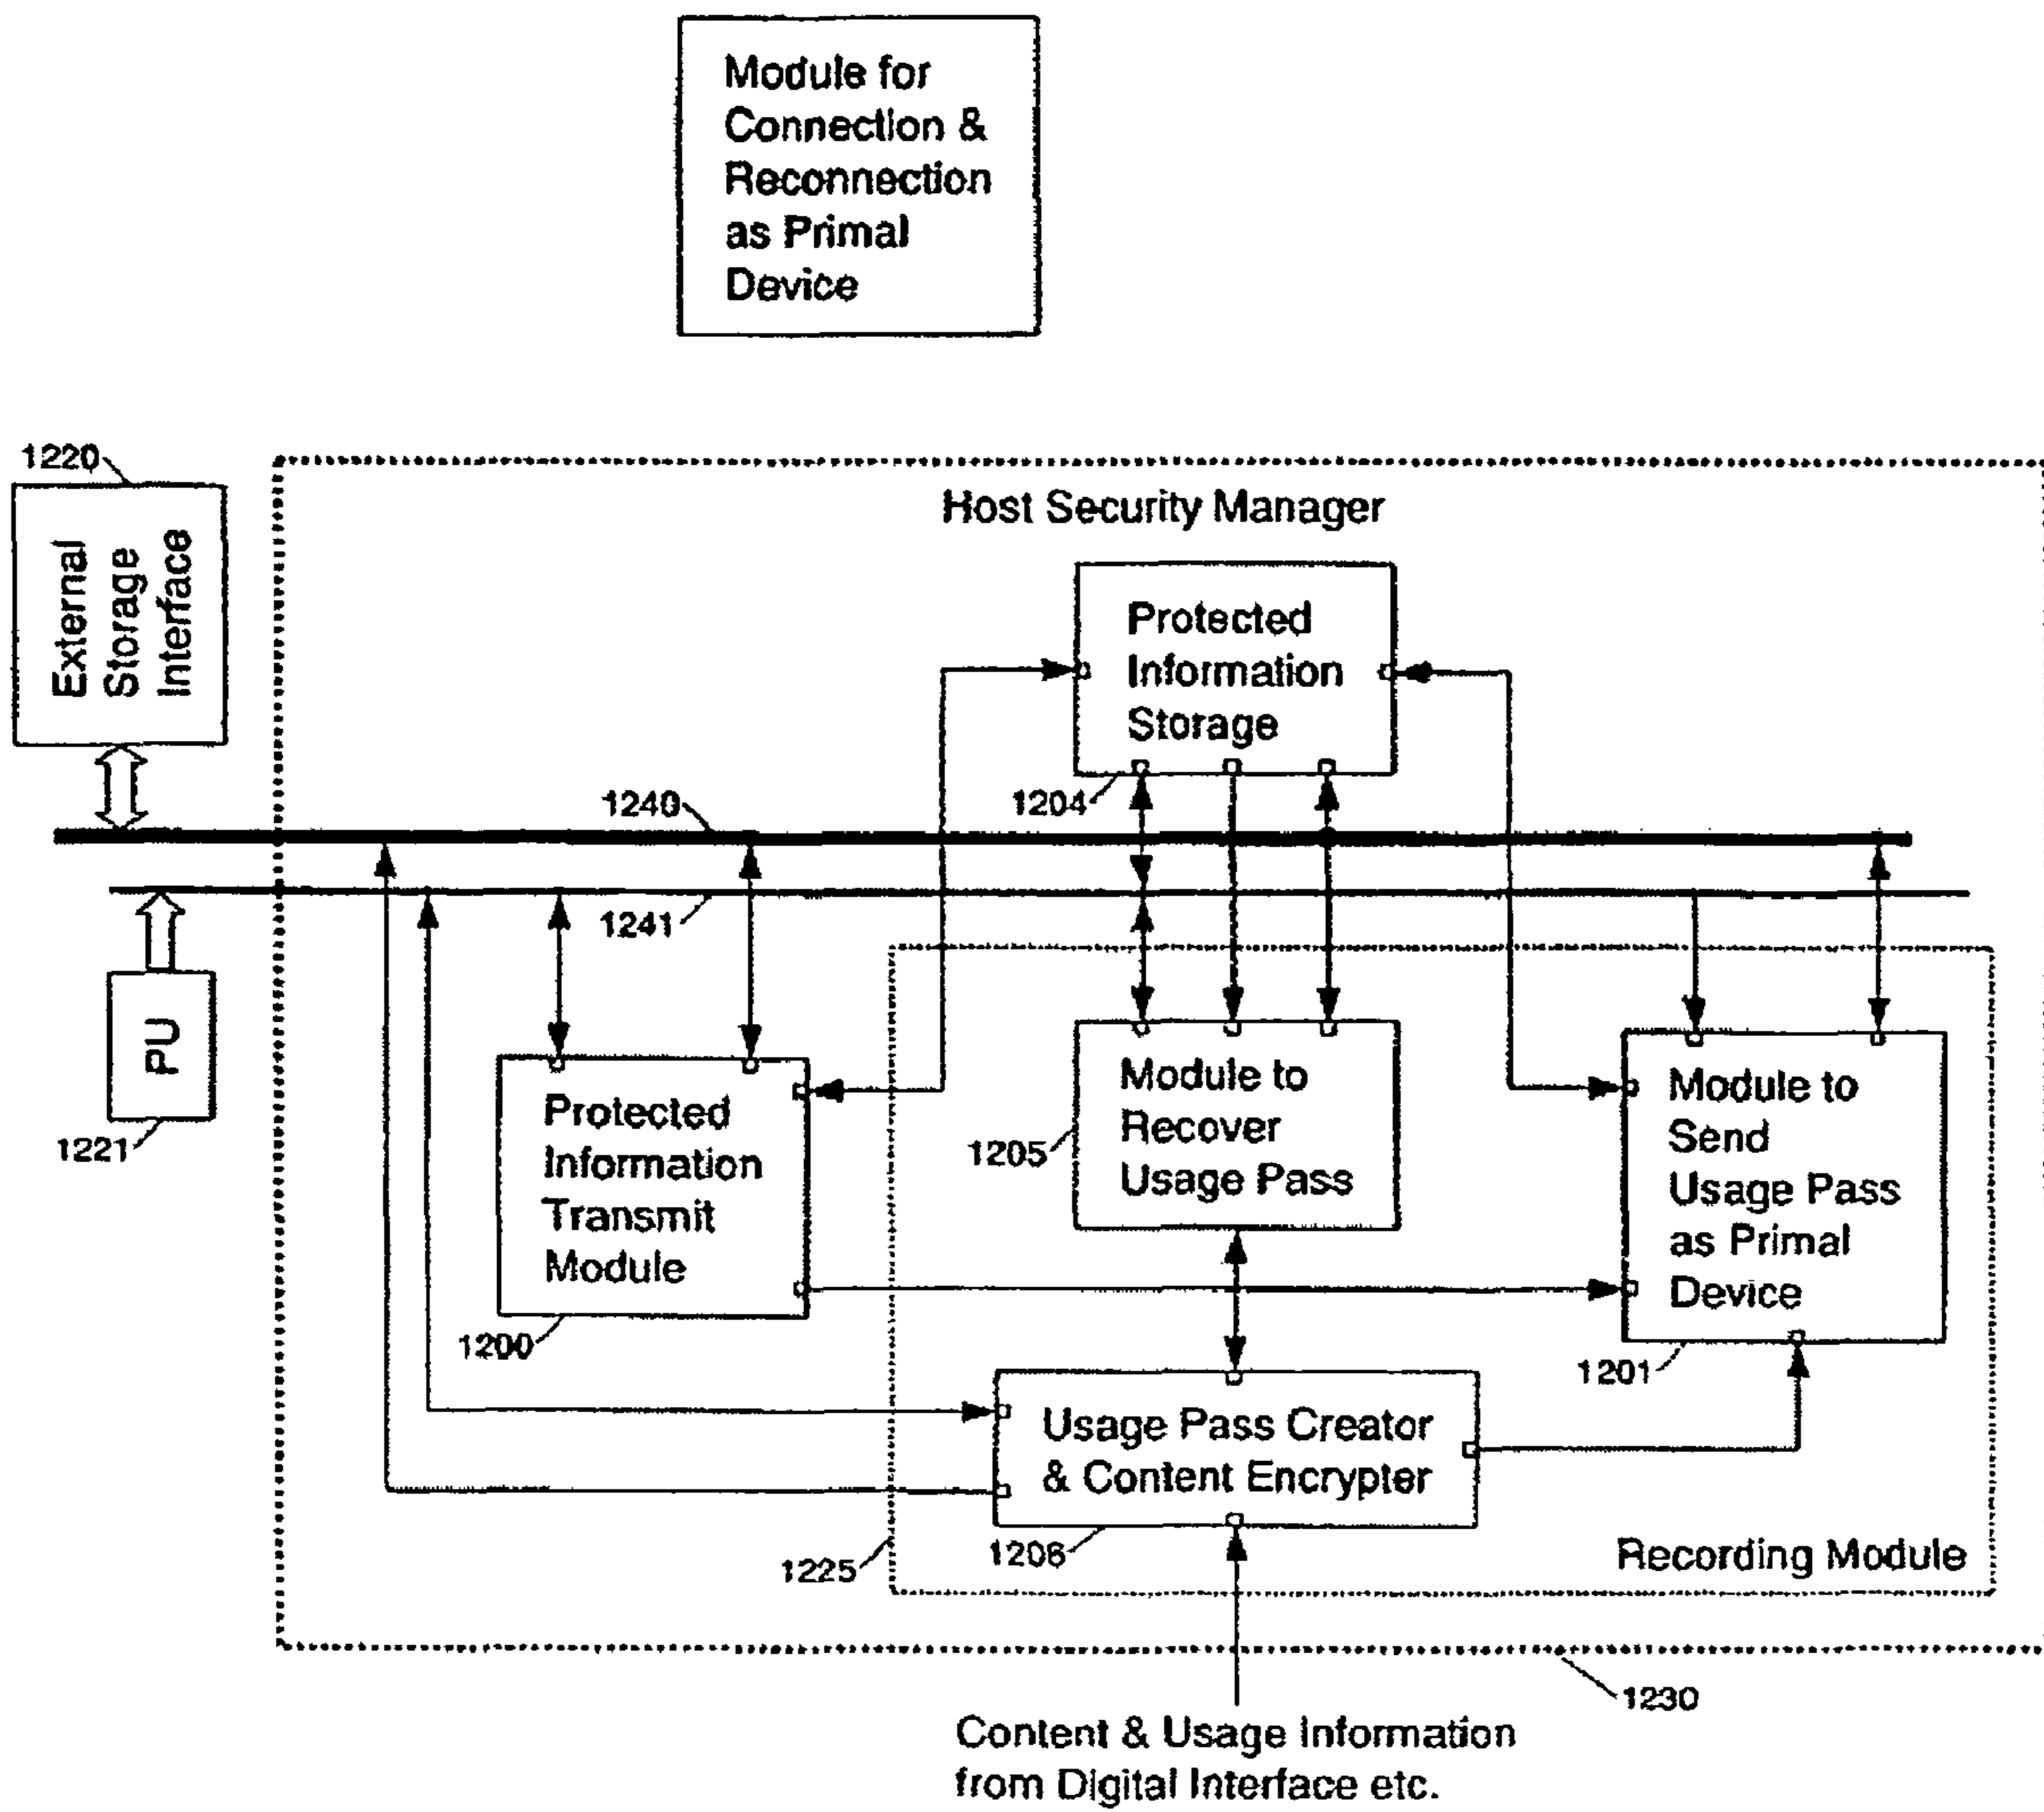 Module for
Connection &
Reconnection
as Primal
Device
1220
External
Storage
Interface
Host Security Manager
Protected
Information
Storage
1204
1240
1241
PU
1221
Protected
Information
Transmit
Module
1200
Module to
Recover
Usage Pass
1205
Module to
Send
Usage Pass
as Primal
Device
1201
Usage Pass Creator
& Content Encrypter
1206
1225
Recording Module
1230
Content & Usage Information
from Digital Interface etc.